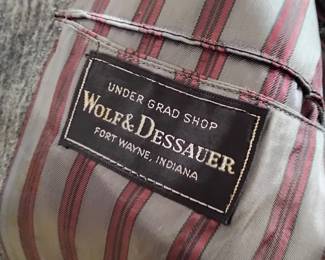 UNDER GRAD SHOP
WOLF & DESSAUER
FORT WAYNE, INDIANA